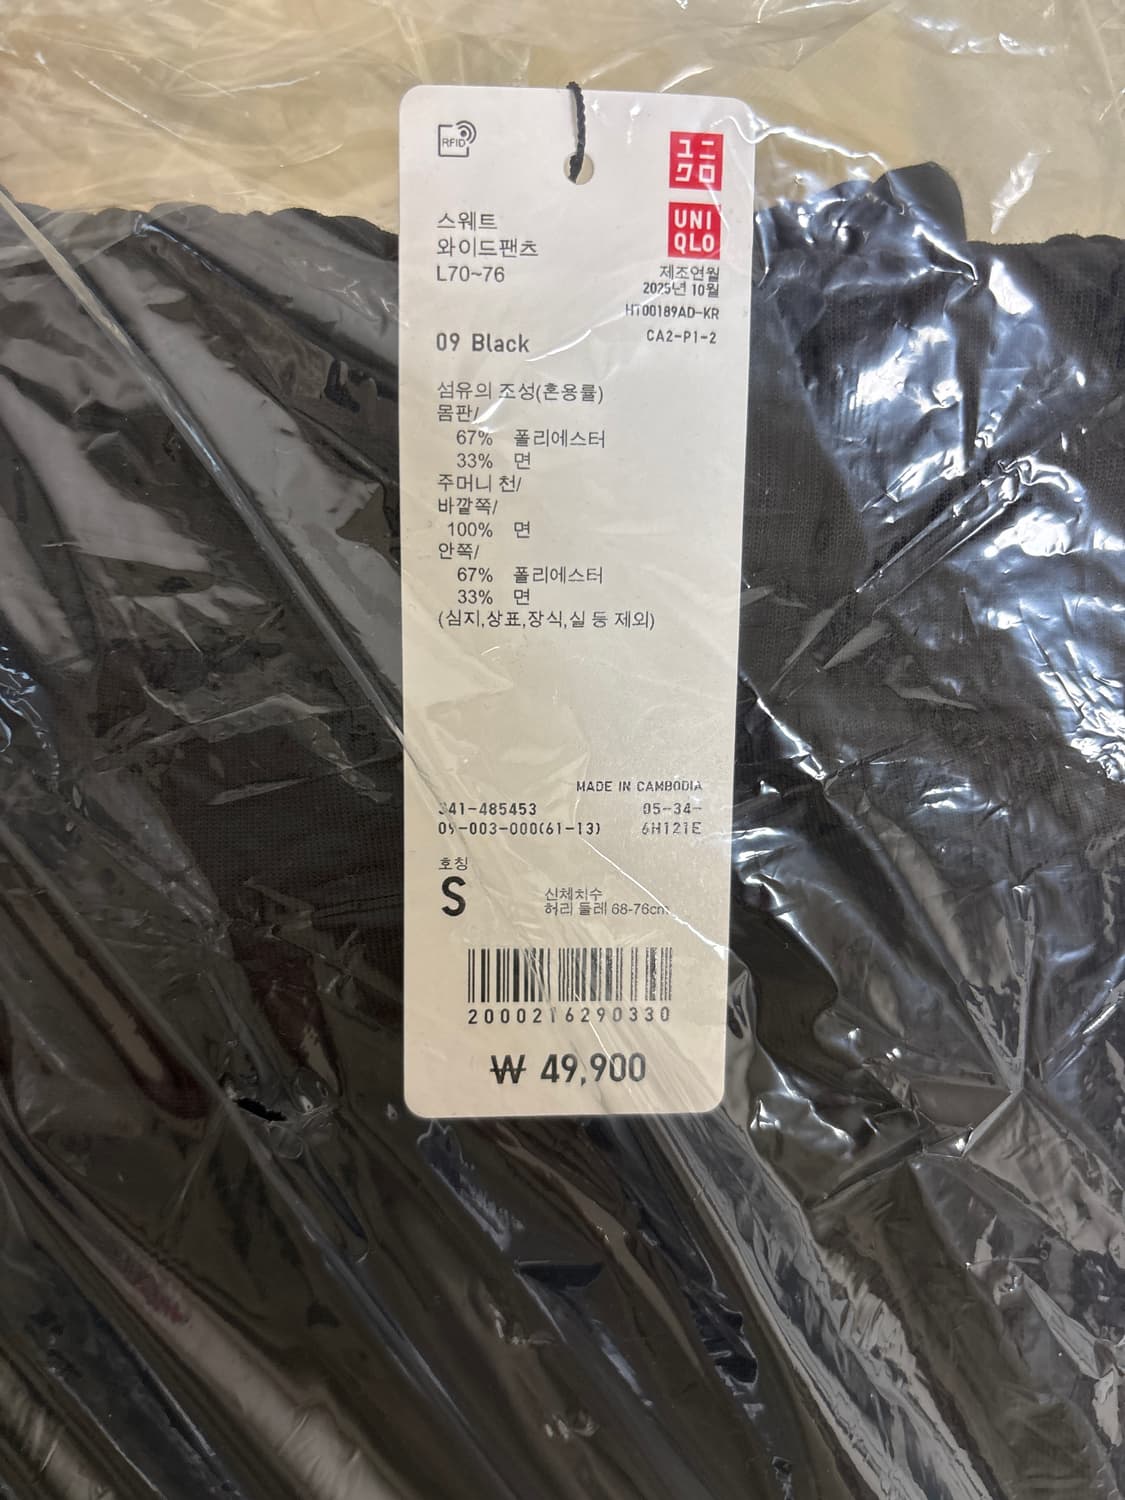 RFID
ユニ
クロ
UNI
QLO
스웨트
와이드팬츠
L70~76
제조연월
2025년 10월
HT00189AD-KR
CA2-P1-2
09 Black
섬유의 조성(혼용률)
몸판/
67% 폴리에스터
33% 면
주머니 천/
바깥쪽/
100% 면
안쪽/
67% 폴리에스터
33% 면
(심지,상표,장식,실 등 제외)
MADE IN CAMBODIA
341-485453 05-34-
09-003-000(61-13) 6H121E
호칭
S
신체치수
허리 둘레 68-76cm
2000216290330
₩ 49,900